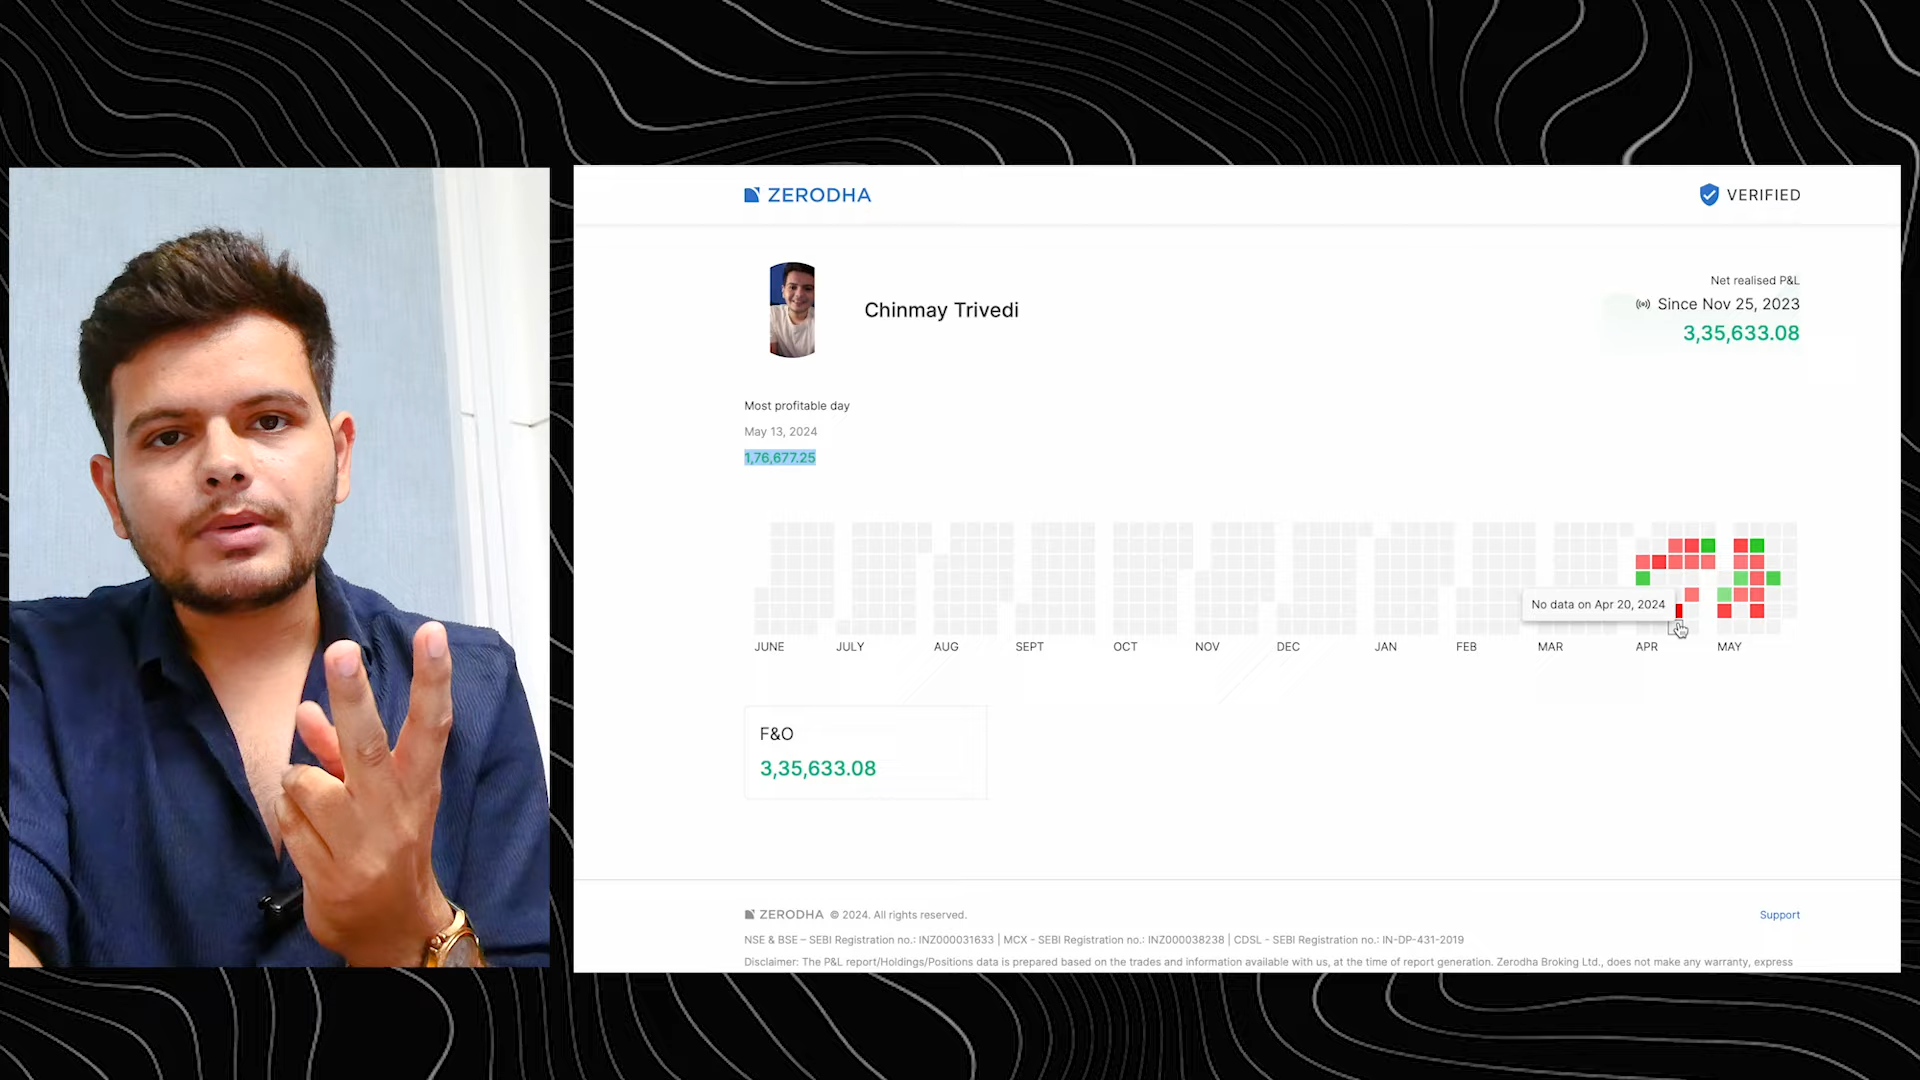 ZERODHA
VERIFIED
Chinmay Trivedi
Net realised P&L
Since Nov 25, 2023
3,35,633.08
Most profitable day
May 13, 2024
1,76,677.25
No data on Apr 20, 2024
JUNE JULY AUG SEPT OCT NOV DEC JAN FEB MAR APR MAY
F&O
3,35,633.08
ZERODHA © 2024. All rights reserved.
Support
NSE & BSE – SEBI Registration no.: INZ000031633 | MCX - SEBI Registration no.: INZ000038238 | CDSL - SEBI Registration no.: IN-DP-431-2019
Disclaimer: The P&L report/Holdings/Positions data is prepared based on the trades and information available with us, at the time of report generation. Zerodha Broking Ltd., does not make any warranty, express